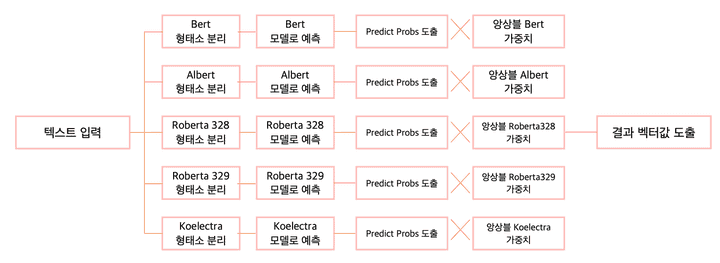 Bert
형태소 분리
Bert
모델로 예측
Predict Probs 도출
앙상블 Bert
가중치
Albert
형태소 분리
Albert
모델로 예측
Predict Probs 도출
앙상블 Albert
가중치
텍스트 입력
Roberta 328
형태소 분리
Roberta 328
모델로 예측
Predict Probs 도출
앙상블 Roberta328
가중치
결과 벡터값 도출
Roberta 329
형태소 분리
Roberta 329
모델로 예측
Predict Probs 도출
앙상블 Roberta329
가중치
Koelectra
형태소 분리
Koelectra
모델로 예측
Predict Probs 도출
앙상블 Koelectra
가중치